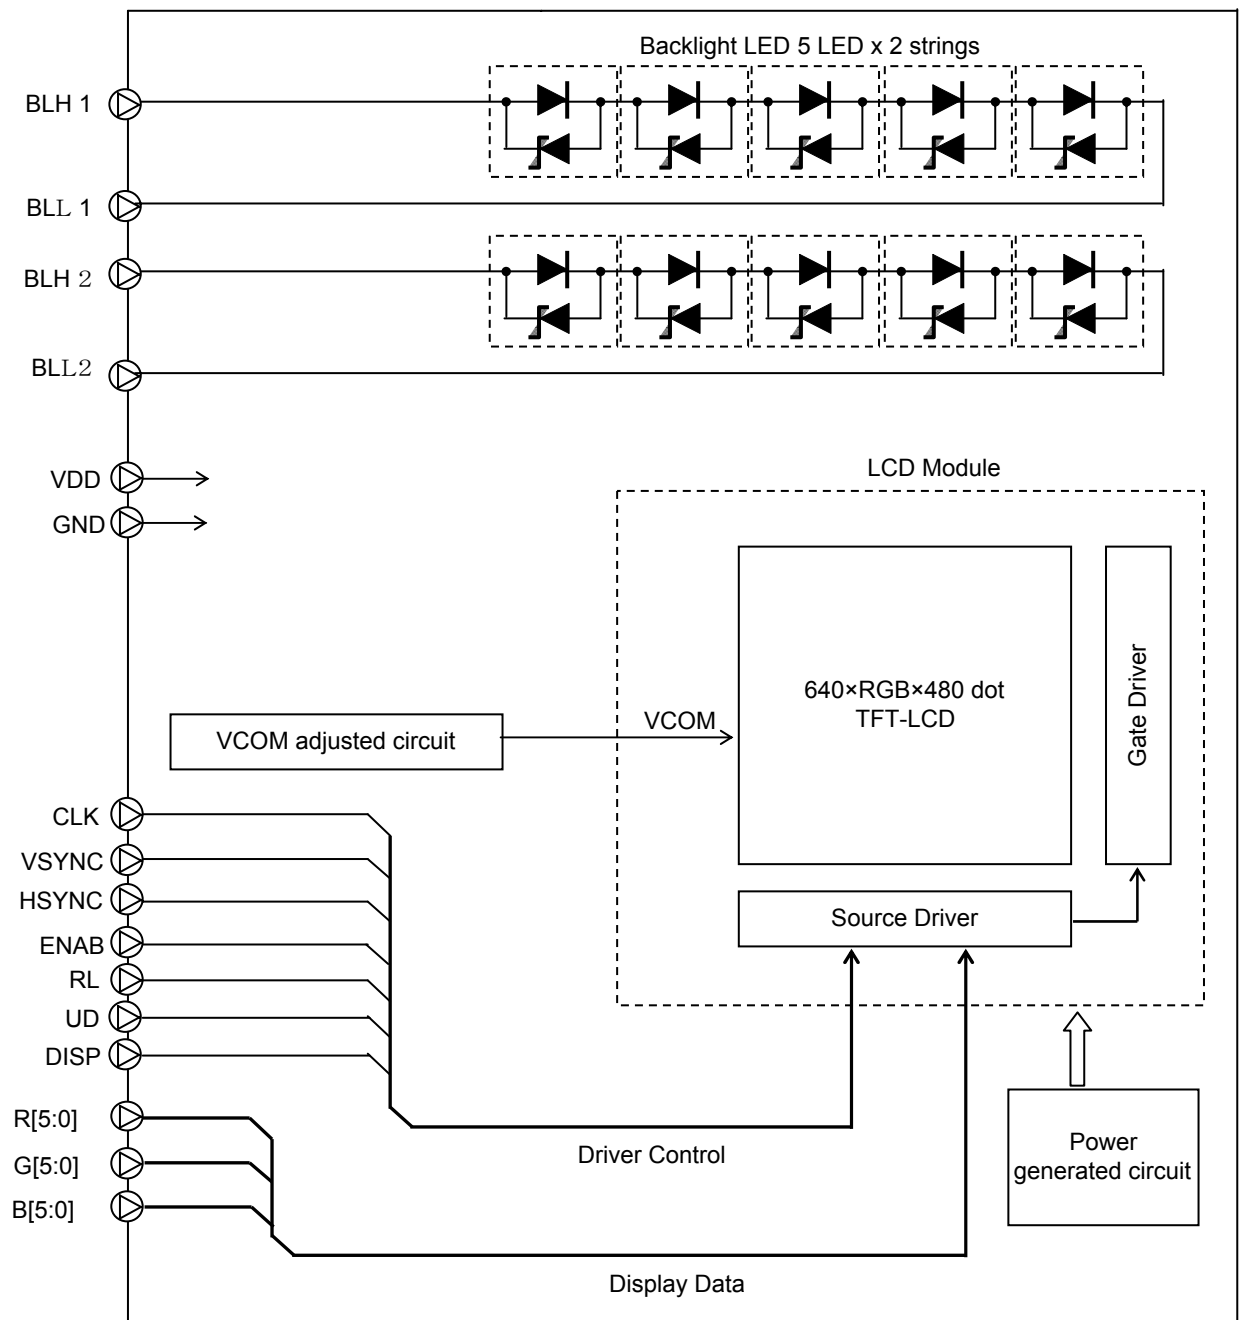 Backlight LED 5 LED x 2 strings
BLH 1
BLL 1
BLH 2
BLL2
VDD
GND
LCD Module
640×RGB×480 dot
TFT-LCD
Gate Driver
VCOM
VCOM adjusted circuit
CLK
VSYNC
HSYNC
ENAB
RL
UD
DISP
Source Driver
R[5:0]
G[5:0]
B[5:0]
Driver Control
Power
generated circuit
Display Data